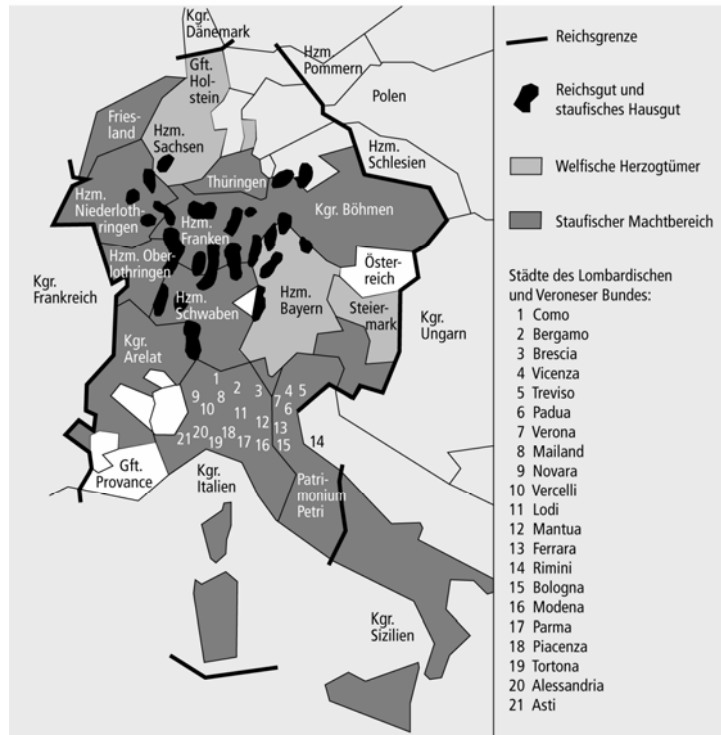 Kgr.
Dänemark
Gft.
Hol-
stein
Hzm.
Pommern
Polen
Fries-
land
Hzm.
Sachsen
Hzm.
Schlesien
Thüringen
Hzm.
Niederloth-
ringen
Hzm.
Franken
Kgr. Böhmen
Hzm. Ober-
lothringen
Öster-
reich
Kgr.
Frankreich
Hzm.
Schwaben
Hzm.
Bayern
Steier-
mark
Kgr.
Ungarn
Kgr.
Arelat
1
2
3
4
5
9
8
7
6
10
11
12
13
21
20
18
19
17
16
15
14
Gft.
Provance
Kgr.
Italien
Patri-
monium
Petri
Kgr.
Sizilien
Reichsgrenze
Reichsgut und
staufisches Hausgut
Welfische Herzogtümer
Staufischer Machtbereich
Städte des Lombardischen
und Veroneser Bundes:
1 Como
2 Bergamo
3 Brescia
4 Vicenza
5 Treviso
6 Padua
7 Verona
8 Mailand
9 Novara
10 Vercelli
11 Lodi
12 Mantua
13 Ferrara
14 Rimini
15 Bologna
16 Modena
17 Parma
18 Piacenza
19 Tortona
20 Alessandria
21 Asti